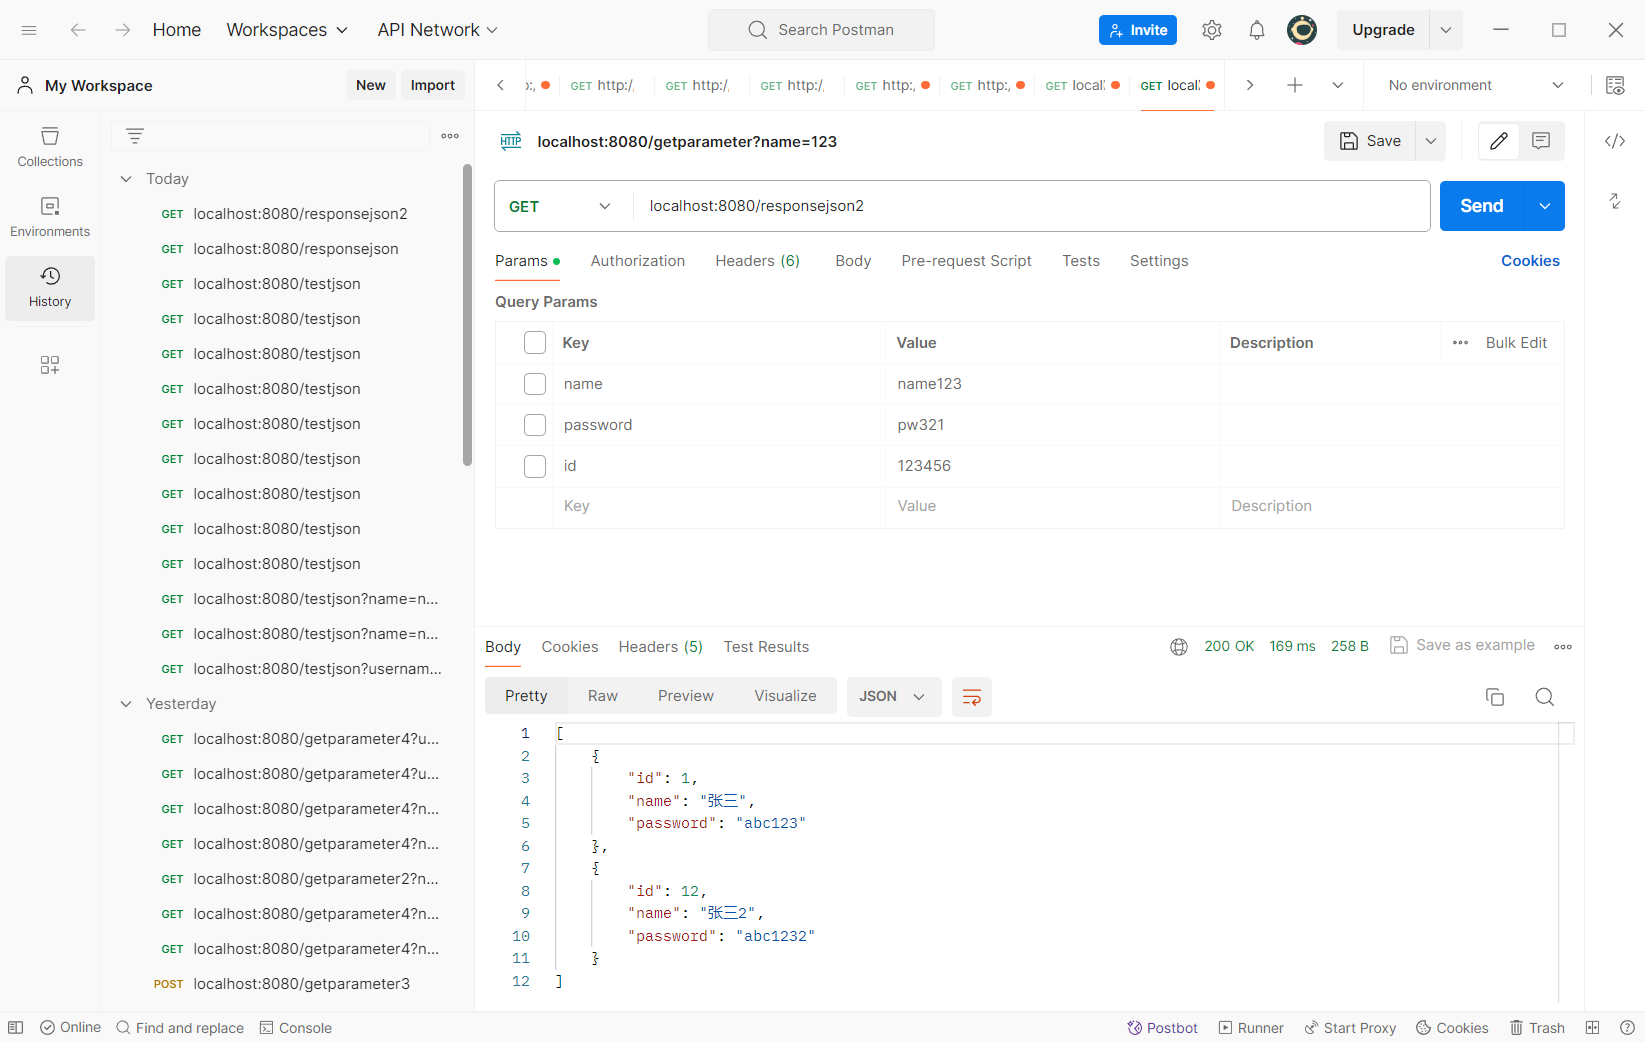 Home Workspaces API Network Search Postman Invite Upgrade
My Workspace New Import
GET http:/ GET http:/ GET http:/ GET http:, GET http:, GET local: GET local: No environment
Collections
Environments
History
Today
GET localhost:8080/responsejson2
GET localhost:8080/responsejson
GET localhost:8080/testjson
GET localhost:8080/testjson
GET localhost:8080/testjson
GET localhost:8080/testjson
GET localhost:8080/testjson
GET localhost:8080/testjson
GET localhost:8080/testjson
GET localhost:8080/testjson
GET localhost:8080/testjson
GET localhost:8080/testjson?name=n...
GET localhost:8080/testjson?name=n...
GET localhost:8080/testjson?usernam...
Yesterday
GET localhost:8080/getparameter4?u...
GET localhost:8080/getparameter4?u...
GET localhost:8080/getparameter4?n...
GET localhost:8080/getparameter4?n...
GET localhost:8080/getparameter2?n...
GET localhost:8080/getparameter4?n...
GET localhost:8080/getparameter4?n...
POST localhost:8080/getparameter3
HTTP localhost:8080/getparameter?name=123 Save
GET localhost:8080/responsejson2 Send
Params Authorization Headers (6) Body Pre-request Script Tests Settings Cookies
Query Params
Key Value Description Bulk Edit
name name123
password pw321
id 123456
Key Value Description
Body Cookies Headers (5) Test Results 200 OK 169 ms 258 B Save as example
Pretty Raw Preview Visualize JSON
1 [
2 {
3 "id": 1,
4 "name": "张三",
5 "password": "abc123"
6 },
7 {
8 "id": 12,
9 "name": "张三2",
10 "password": "abc1232"
11 }
12 ]
Online Find and replace Console Postbot Runner Start Proxy Cookies Trash